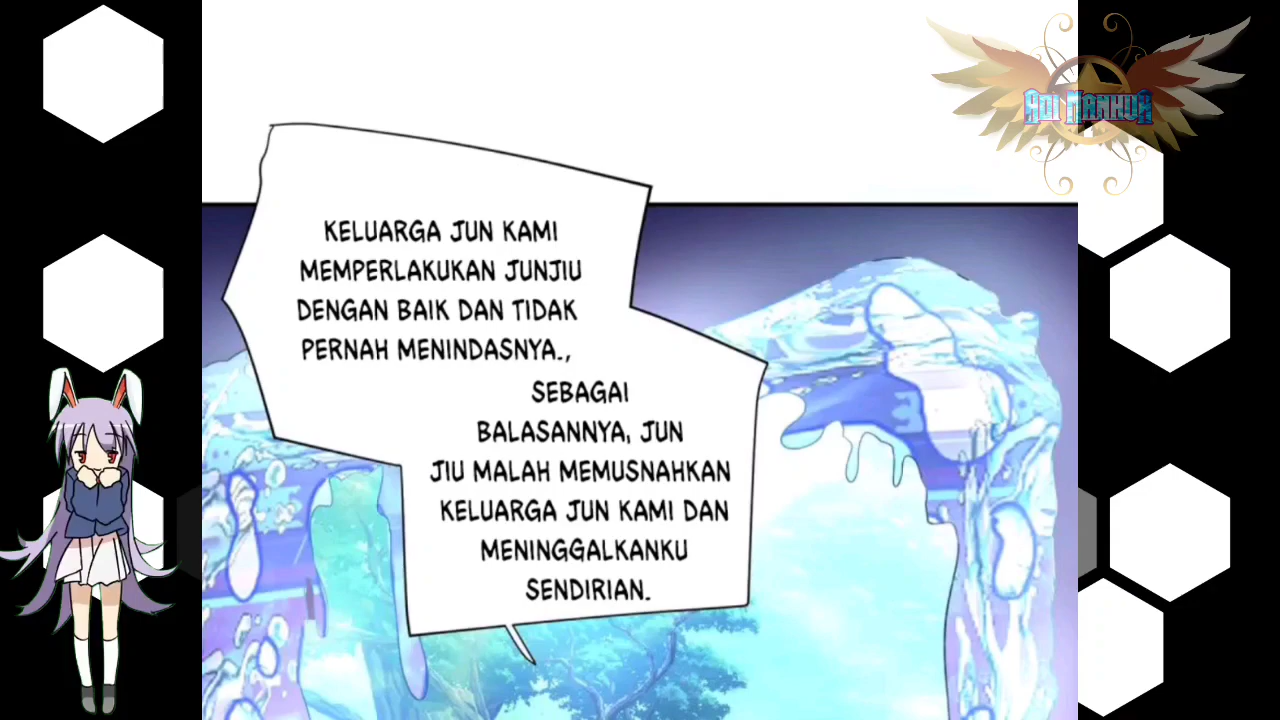 ADI MANHUA
KELUARGA JUN KAMI
MEMPERLAKUKAN JUNJIU
DENGAN BAIK DAN TIDAK
PERNAH MENINDASNYA.,
SEBAGAI
BALASANNYA, JUN
JIU MALAH MEMUSNAHKAN
KELUARGA JUN KAMI DAN
MENINGGALKANKU
SENDIRIAN.